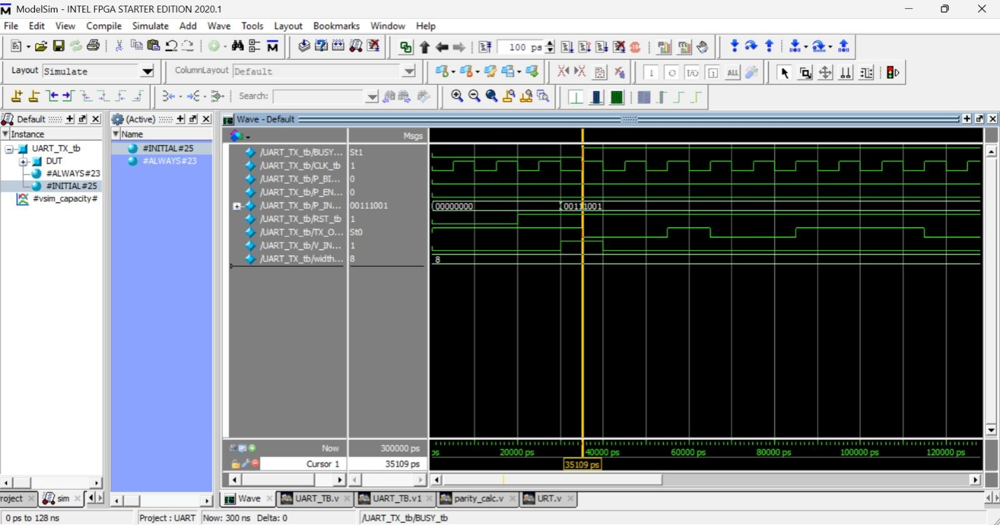 ModelSim - INTEL FPGA STARTER EDITION 2020.1
File Edit View Compile Simulate Add Wave Tools Layout Bookmarks Window Help
100 ps
Layout Simulate
ColumnLayout Default
Search:
Default
(Active)
Wave - Default
Instance
Name
Msgs
UART_TX_tb
DUT
#ALWAYS#23
#INITIAL#25
#vsim_capacity#
#INITIAL#25
#ALWAYS#23
/UART_TX_tb/BUSY... St1
/UART_TX_tb/CLK_tb 1
/UART_TX_tb/P_BI... 0
/UART_TX_tb/P_EN... 0
/UART_TX_tb/P_IN... 00111001 00000000 00111001
/UART_TX_tb/RST_tb 1
/UART_TX_tb/TX_O... St0
/UART_TX_tb/V_IN... 1
/UART_TX_tb/width... 8 8
Now 300000 ps
ps 20000 ps 40000 ps 60000 ps 80000 ps 100000 ps 120000 ps
Cursor 1 35109 ps 35109 ps
roject sim
Wave UART_TB.v UART_TB.v1 parity_calc.v URT.v
0 ps to 128 ns Project : UART Now: 300 ns Delta: 0 /UART_TX_tb/BUSY_tb